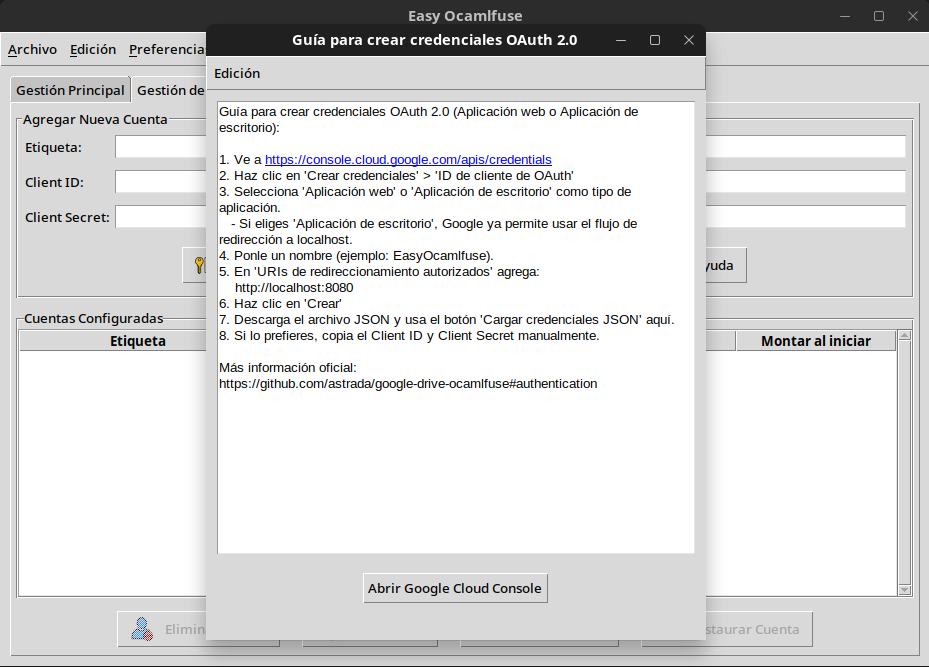 Easy Ocamlfuse
Guía para crear credenciales OAuth 2.0
Archivo Edición
Edición
Gestión Principal
Gestión de
Agregar Nueva Cuenta
Etiqueta:
Client ID:
Client Secret:
Guía para crear credenciales OAuth 2.0 (Aplicación web o Aplicación de
escritorio):
1. Ve a https://console.cloud.google.com/apis/credentials
2. Haz clic en 'Crear credenciales' > 'ID de cliente de OAuth'
3. Selecciona 'Aplicación web' o 'Aplicación de escritorio' como tipo de
aplicación.
- Si eliges 'Aplicación de escritorio', Google ya permite usar el flujo de
redirección a localhost.
4. Ponle un nombre (ejemplo: EasyOcamlfuse).
5. En 'URIs de redireccionamiento autorizados' agrega:
http://localhost:8080
6. Haz clic en 'Crear'
7. Descarga el archivo JSON y usa el botón 'Cargar credenciales JSON' aquí.
8. Si lo prefieres, copia el Client ID y Client Secret manualmente.
Más información oficial:
https://github.com/astrada/google-drive-ocamlfuse#authentication
Abrir Google Cloud Console
Cuentas Configuradas
Etiqueta
Montar al iniciar
Cuenta